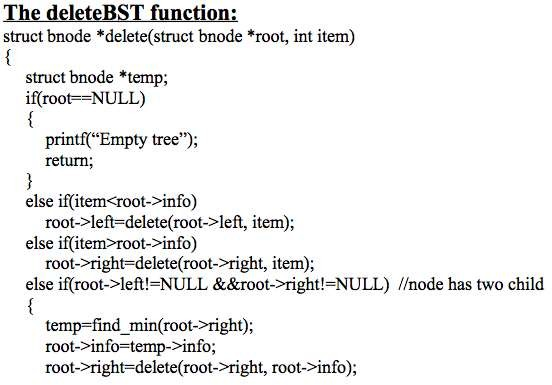 The deleteBST function:
struct bnode *delete(struct bnode *root, int item)
{
struct bnode *temp;
if(root==NULL)
{
printf(“Empty tree”);
return;
}
else if(item<root->info)
root->left=delete(root->left, item);
else if(item>root->info)
root->right=delete(root->right, item);
else if(root->left!=NULL &&root->right!=NULL) //node has two child
{
temp=find_min(root->right);
root->info=temp->info;
root->right=delete(root->right, root->info);